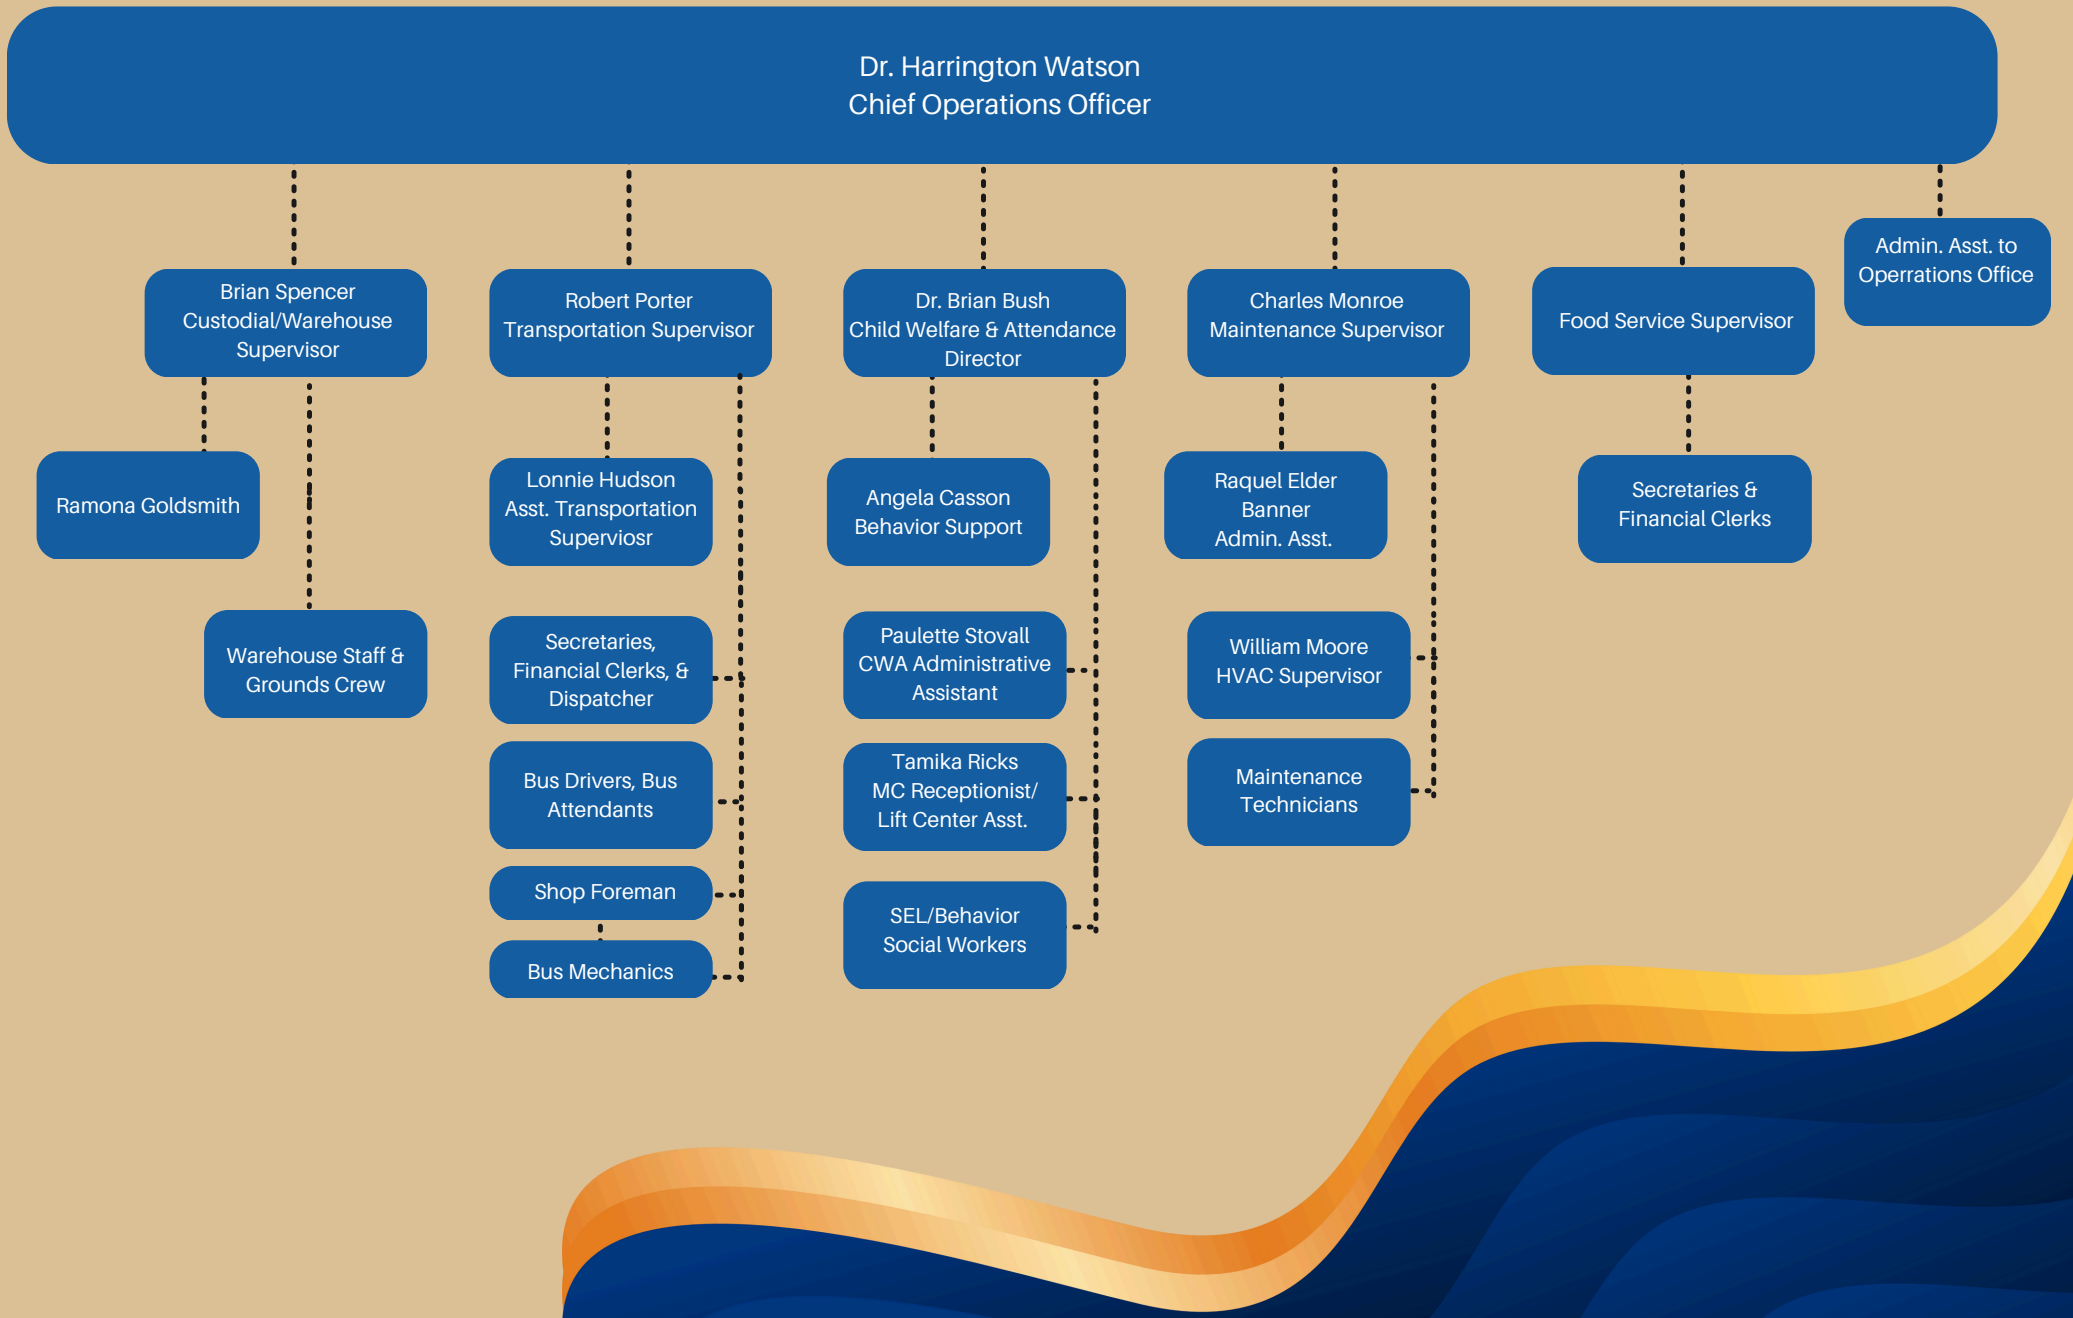 Dr. Harrington Watson
Chief Operations Officer
Brian Spencer
Custodial/Warehouse
Supervisor
Robert Porter
Transportation Supervisor
Dr. Brian Bush
Child Welfare & Attendance
Director
Charles Monroe
Maintenance Supervisor
Food Service Supervisor
Admin. Asst. to
Operrations Office
Ramona Goldsmith
Lonnie Hudson
Asst. Transportation
Superviosr
Angela Casson
Behavior Support
Raquel Elder
Banner
Admin. Asst.
Secretaries &
Financial Clerks
Warehouse Staff &
Grounds Crew
Secretaries,
Financial Clerks, &
Dispatcher
Paulette Stovall
CWA Administrative
Assistant
William Moore
HVAC Supervisor
Bus Drivers, Bus
Attendants
Tamika Ricks
MC Receptionist/
Lift Center Asst.
Maintenance
Technicians
Shop Foreman
SEL/Behavior
Social Workers
Bus Mechanics